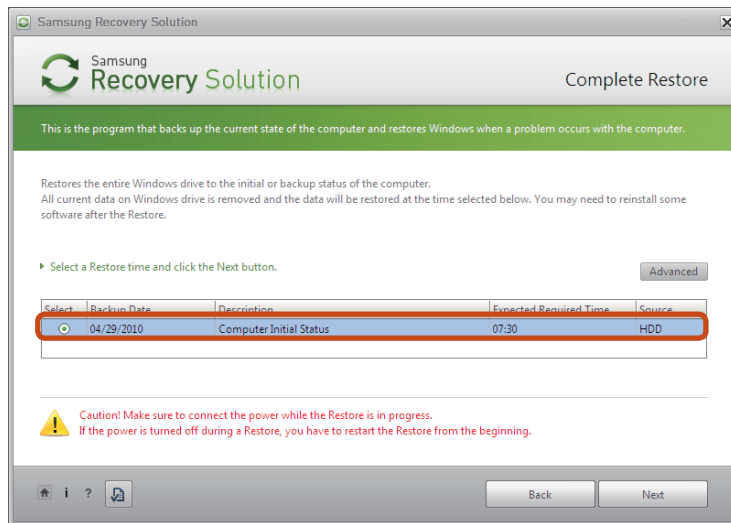 Samsung Recovery Solution
Samsung
Recovery Solution
Complete Restore
This is the program that backs up the current state of the computer and restores Windows when a problem occurs with the computer.
Restores the entire Windows drive to the initial or backup status of the computer.
All current data on Windows drive is removed and the data will be restored at the time selected below. You may need to reinstall some
software after the Restore.
Select a Restore time and click the Next button.
Advanced
Select Backup Date Description Expected Required Time Source
04/29/2010 Computer Initial Status 07:30 HDD
Caution! Make sure to connect the power while the Restore is in progress.
If the power is turned off during a Restore, you have to restart the Restore from the beginning.
i ? Back Next